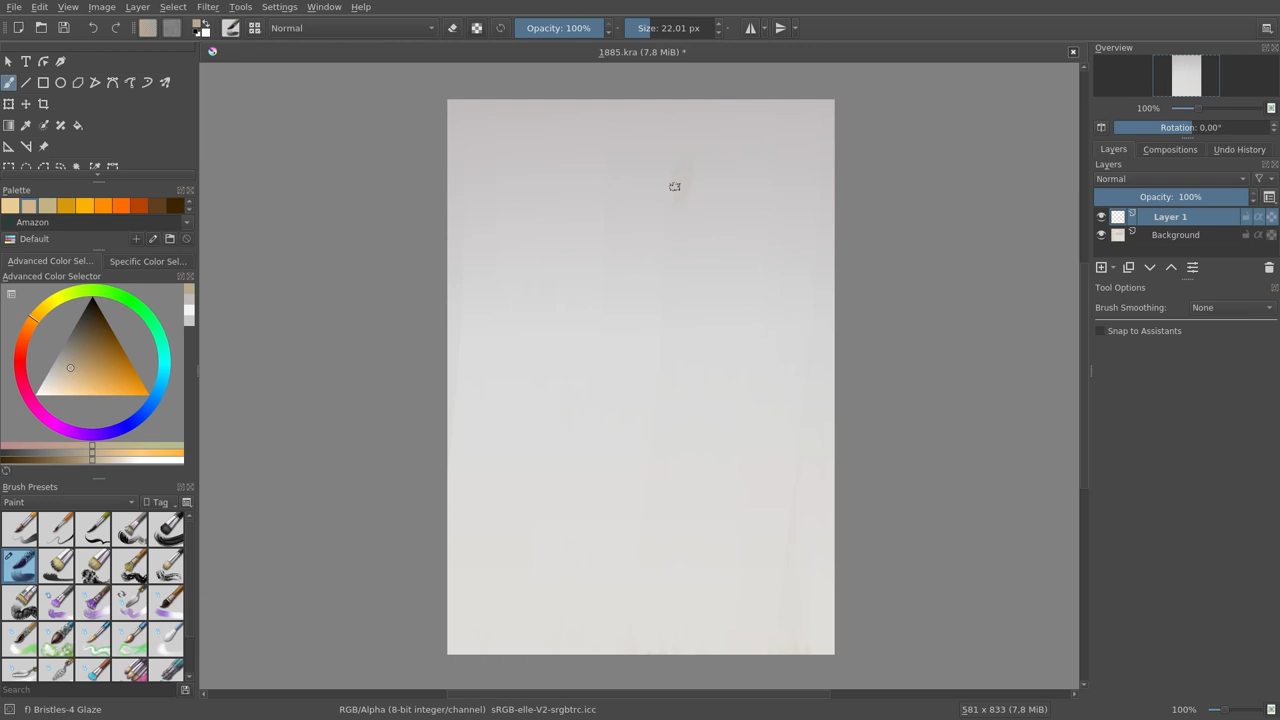 File Edit View Image Layer Select Filter Tools Settings Window Help
Normal Opacity: 100% Size: 22.01 px
1885.kra (7,8 MiB) *
Overview
100%
Rotation: 0,00°
Layers Compositions Undo History
Layers
Normal
Opacity: 100%
Layer 1
Background
Tool Options
Brush Smoothing: None
Snap to Assistants
Palette
Amazon
Default
Advanced Color Sel... Specific Color Sel...
Advanced Color Selector
Brush Presets
Paint Tag
Search
f) Bristles-4 Glaze RGB/Alpha (8-bit integer/channel) sRGB-elle-V2-srgbtrc.icc 581 x 833 (7,8 MiB) 100%